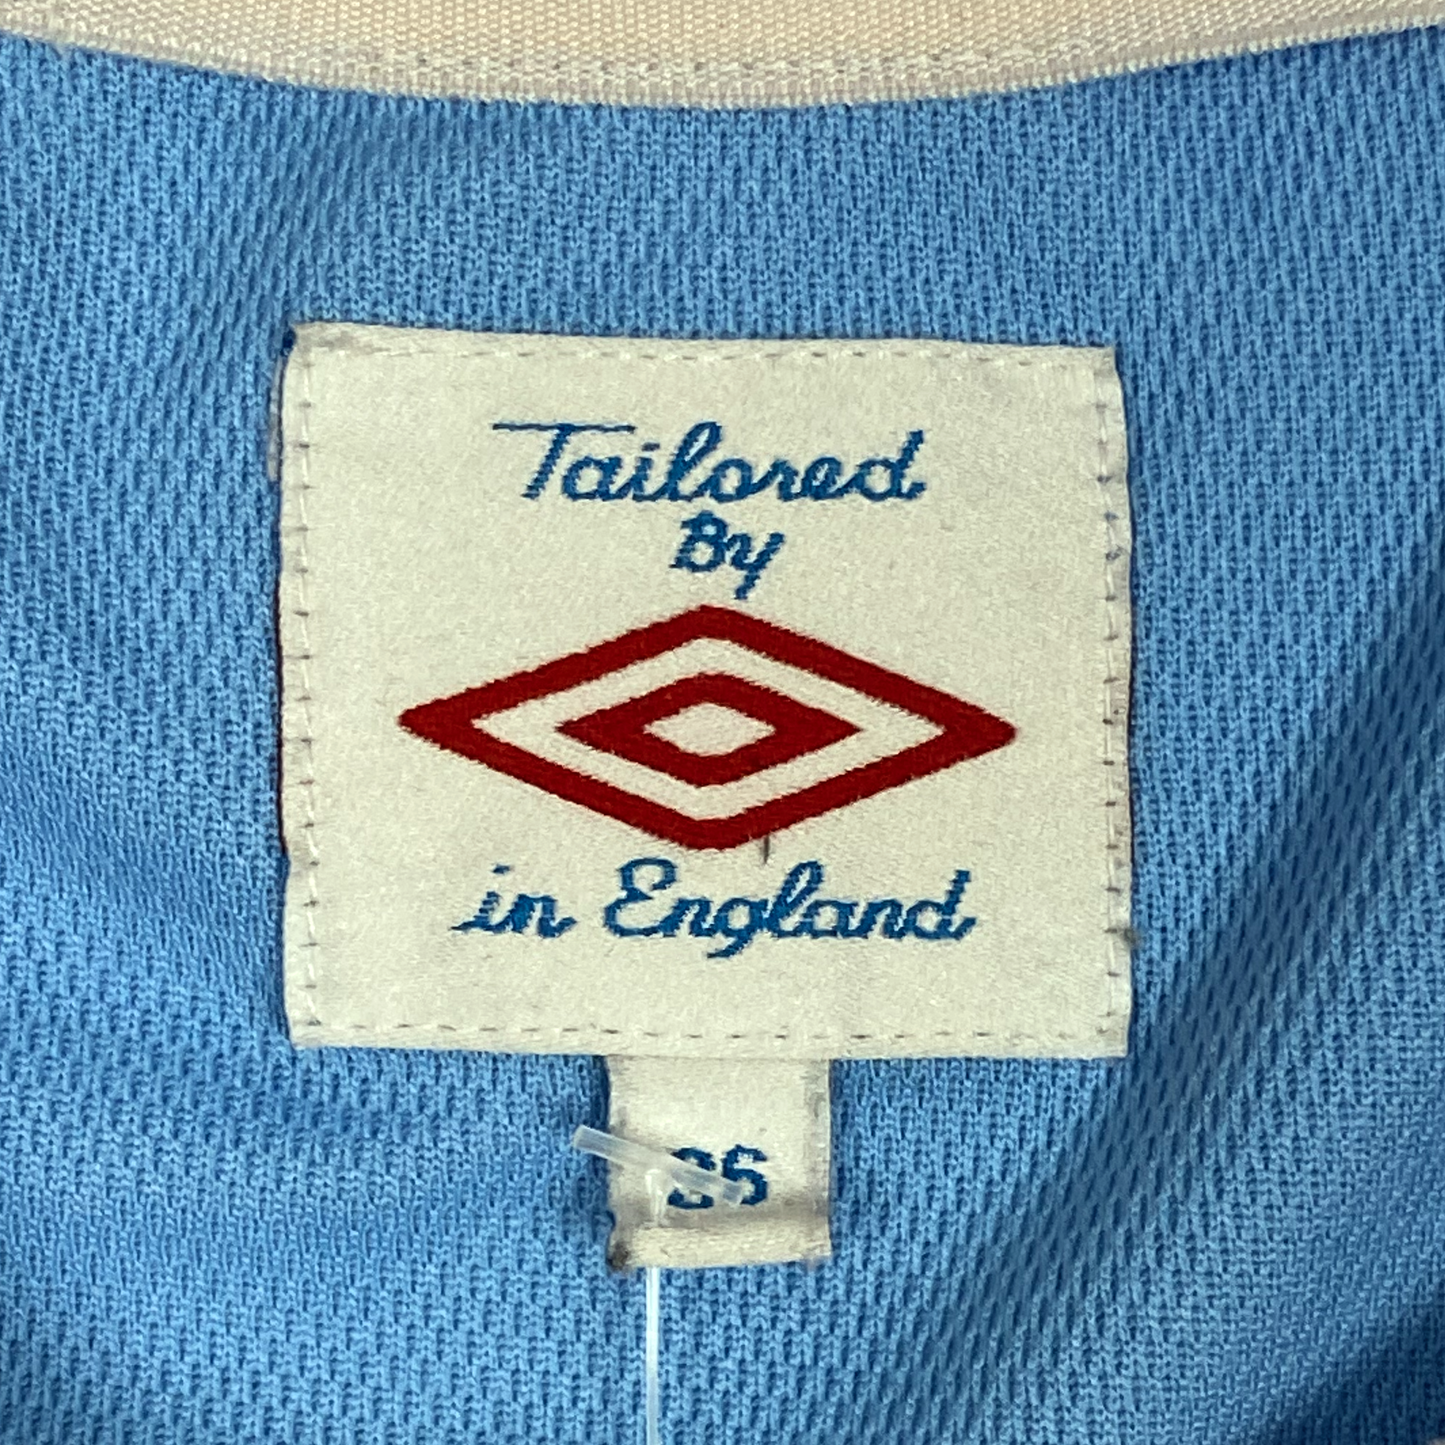 Tailored
By
in England